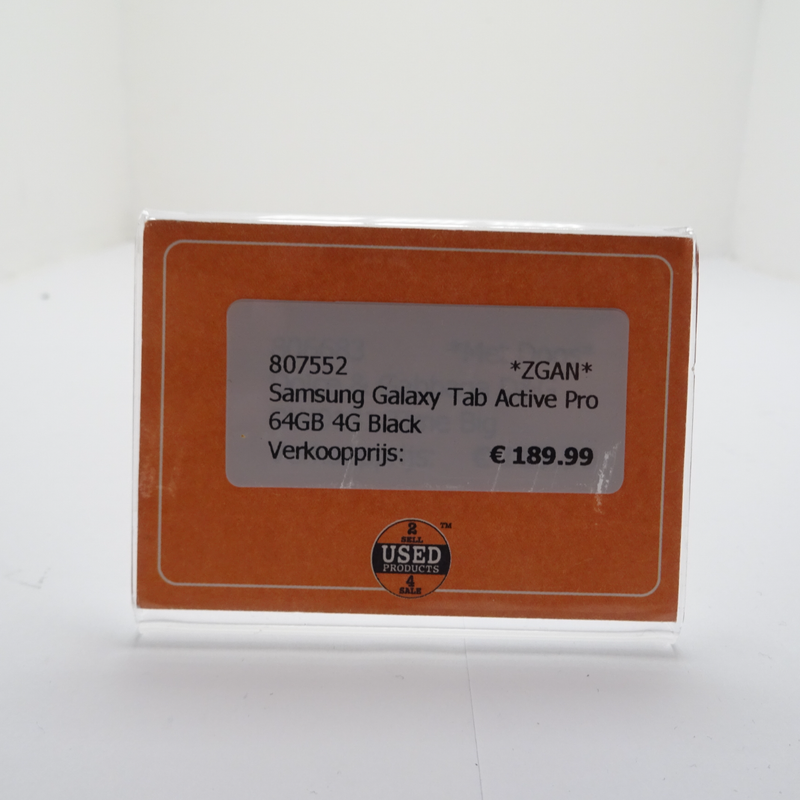 807552 *ZGAN*
Samsung Galaxy Tab Active Pro
64GB 4G Black
Verkoopprijs: € 189.99
2 ™
SELL
USED
PRODUCTS
4
SALE